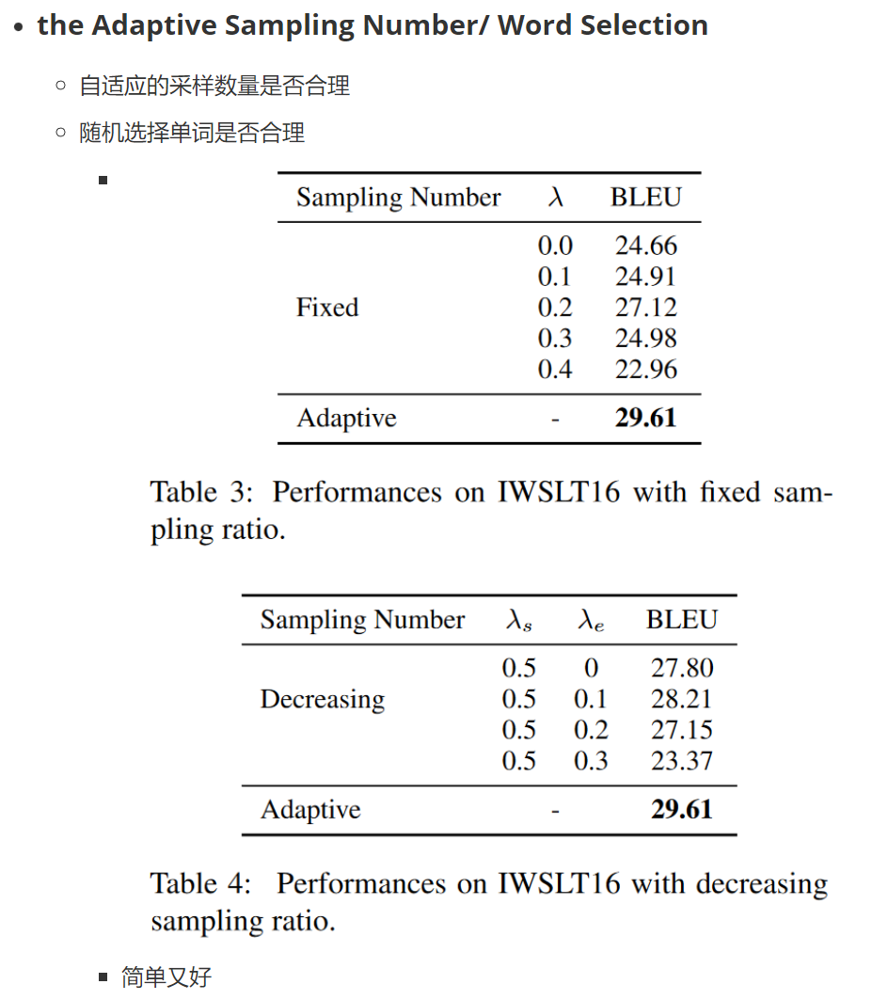 the Adaptive Sampling Number/ Word Selection
自适应的采样数量是否合理
随机选择单词是否合理
Sampling Number λ BLEU
0.0 24.66
0.1 24.91
Fixed 0.2 27.12
0.3 24.98
0.4 22.96
Adaptive - 29.61
Table 3: Performances on IWSLT16 with fixed sam-
pling ratio.
Sampling Number λs λe BLEU
0.5 0 27.80
Decreasing 0.5 0.1 28.21
0.5 0.2 27.15
0.5 0.3 23.37
Adaptive - 29.61
Table 4: Performances on IWSLT16 with decreasing
sampling ratio.
简单又好